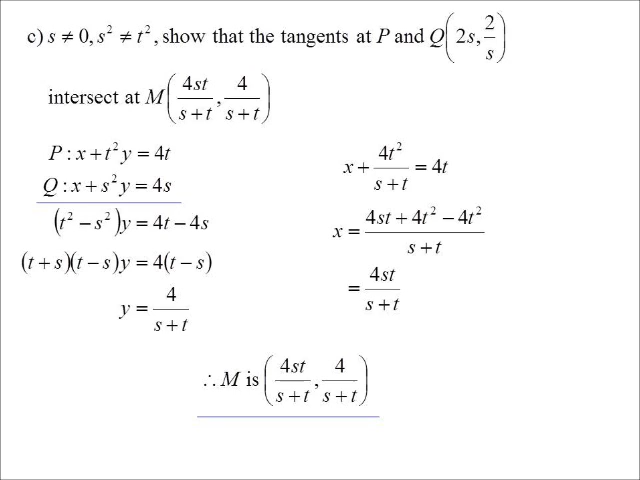 c) s ≠ 0, s² ≠ t², show that the tangents at P and Q(2s, 2/s)
intersect at M(4st/(s+t), 4/(s+t))
P : x + t²y = 4t
Q : x + s²y = 4s
(t² − s²)y = 4t − 4s
(t + s)(t − s)y = 4(t − s)
y = 4/(s+t)
x + 4t²/(s+t) = 4t
x = (4st + 4t² − 4t²)/(s+t)
= 4st/(s+t)
∴ M is (4st/(s+t), 4/(s+t))